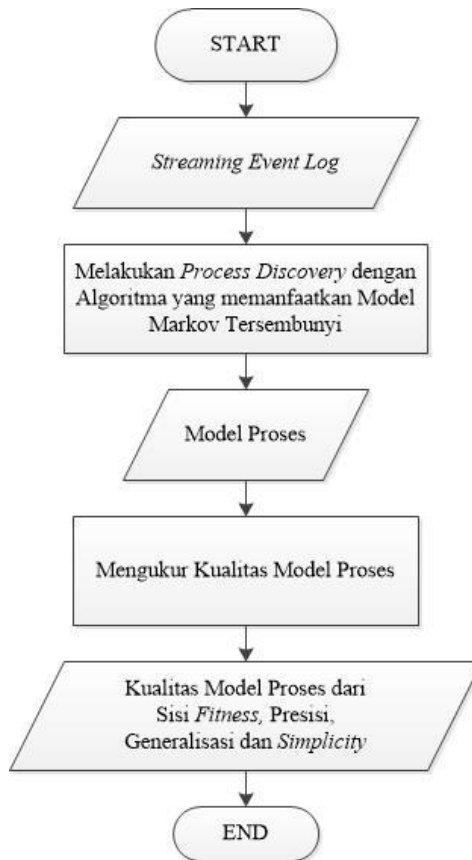 START
Streaming Event Log
Melakukan Process Discovery dengan
Algoritma yang memanfaatkan Model
Markov Tersembunyi
Model Proses
Mengukur Kualitas Model Proses
Kualitas Model Proses dari
Sisi Fitness, Presisi,
Generalisasi dan Simplicity
END